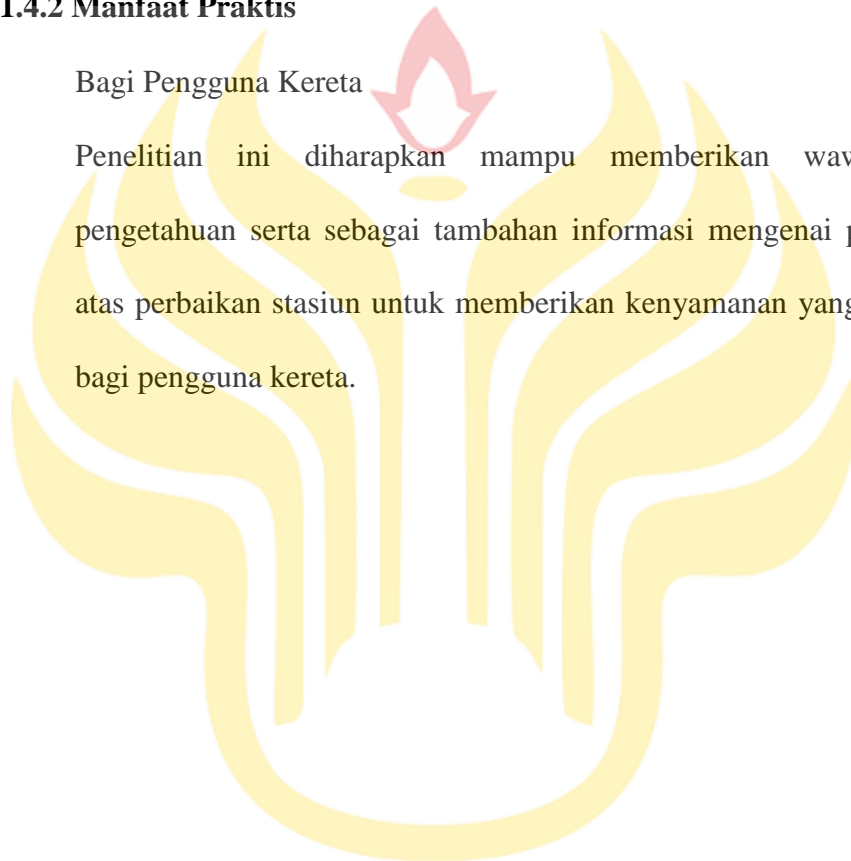 1.4.2 Manfaat Praktis
Bagi Pengguna Kereta
Penelitian ini diharapkan mampu memberikan
pengetahuan serta sebagai tambahan informasi mengenai
atas perbaikan stasiun untuk memberikan kenyamanan yang
bagi pengguna kereta.